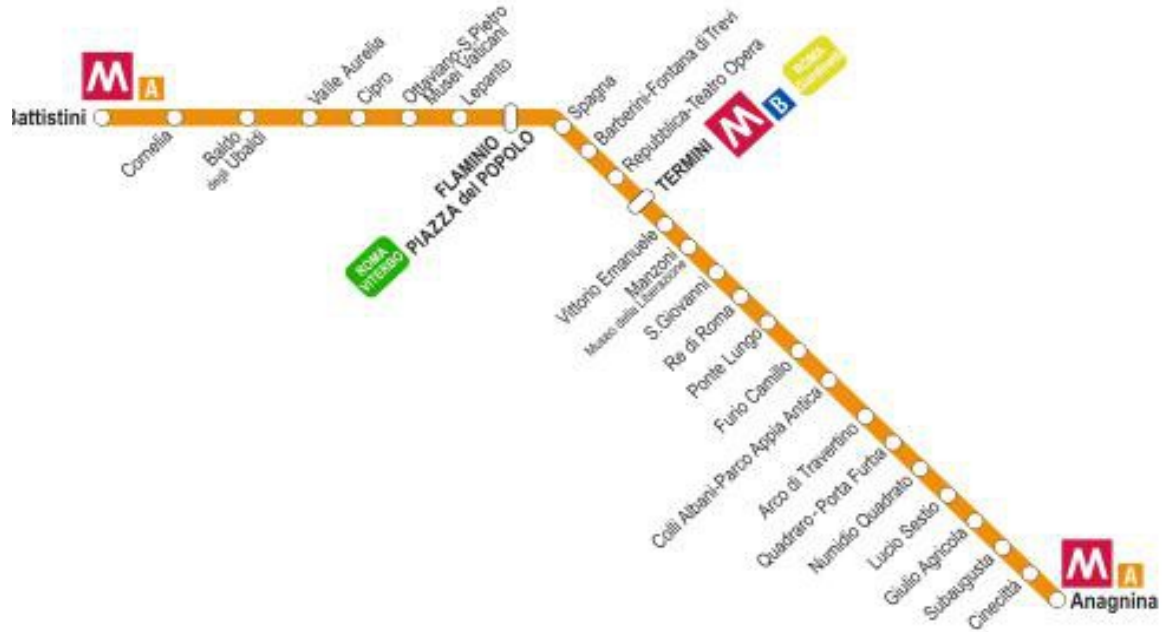 M
A
Battistini
Cornelia
Baldo
degli Ubaldi
Valle Aurelia
Cipro
Ottaviano-S.Pietro
Musei Vaticani
Lepanto
FLAMINIO
PIAZZA del POPOLO
ROMA
VITERBO
Spagna
Barberini-Fontana di Trevi
Repubblica-Teatro Opera
TERMINI
M
B
ROMA
Vittorio Emanuele
Manzoni
Museo della Liberazione
S.Giovanni
Re di Roma
Ponte Lungo
Furio Camillo
Colli Albani-Parco Appia Antica
Arco di Travertino
Quadraro-Porta Furba
Numidio Quadrato
Lucio Sestio
Giulio Agricola
Subaugusta
Cinecittà
M
A
Anagnina